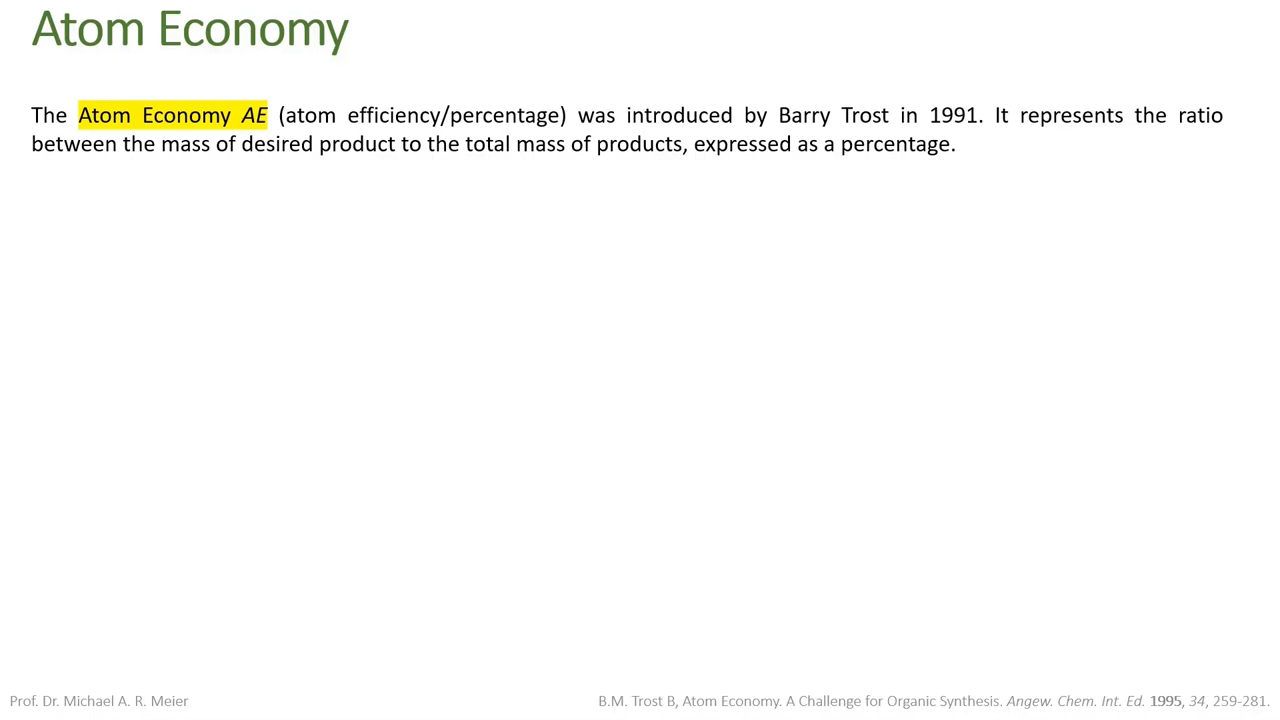 Atom Economy
The Atom Economy AE (atom efficiency/percentage) was introduced by Barry Trost in 1991. It represents the ratio
between the mass of desired product to the total mass of products, expressed as a percentage.
Prof. Dr. Michael A. R. Meier
B.M. Trost B, Atom Economy. A Challenge for Organic Synthesis. Angew. Chem. Int. Ed. 1995, 34, 259-281.